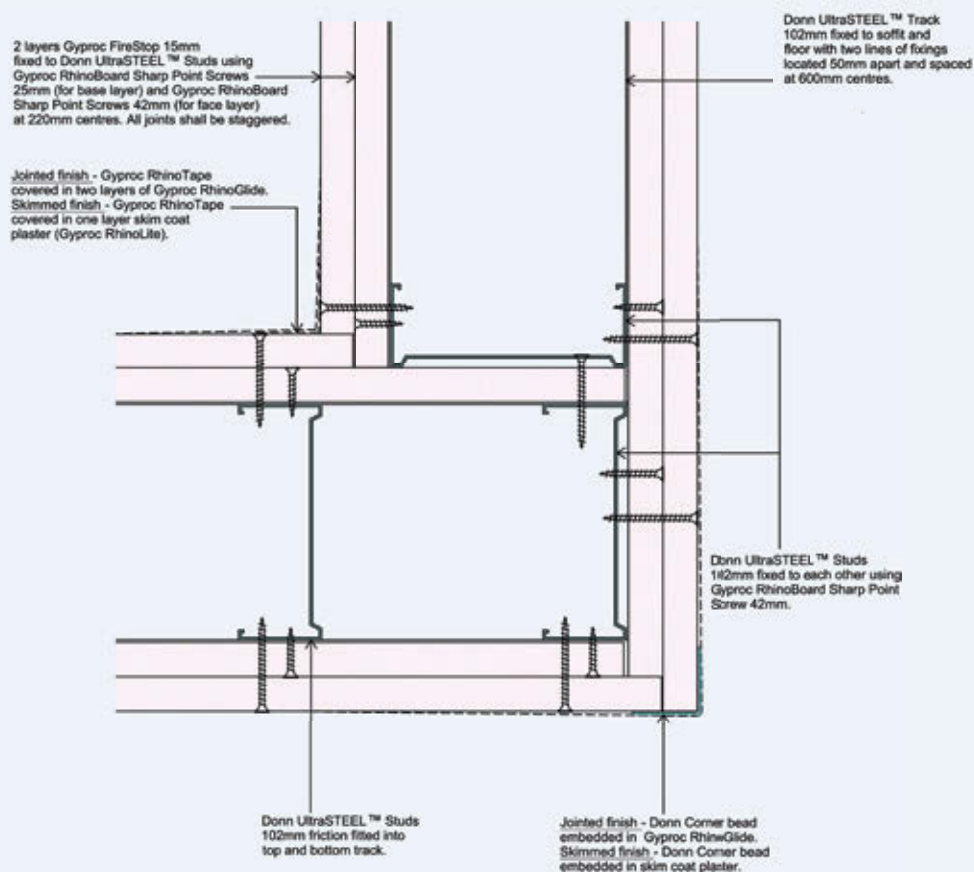 2 layers Gyproc FireStop 15mm
fixed to Donn UltraSTEEL™ Studs using
Gyproc RhinoBoard Sharp Point Screws
25mm (for base layer) and Gyproc RhinoBoard
Sharp Point Screws 42mm (for face layer)
at 220mm centres. All joints shall be staggered.
Jointed finish - Gyproc RhinoTape
covered in two layers of Gyproc RhinoGlide.
Skimmed finish - Gyproc RhinoTape
covered in one layer skim coat
plaster (Gyproc RhinoLite).
Donn UltraSTEEL™ Track
102mm fixed to soffit and
floor with two lines of fixings
located 50mm apart and spaced
at 600mm centres.
Donn UltraSTEEL™ Studs
102mm fixed to each other using
Gyproc RhinoBoard Sharp Point
Screw 42mm.
Donn UltraSTEEL™ Studs
102mm friction fitted into
top and bottom track.
Jointed finish - Donn Corner bead
embedded in Gyproc RhinoGlide.
Skimmed finish - Donn Corner bead
embedded in skim coat plaster.